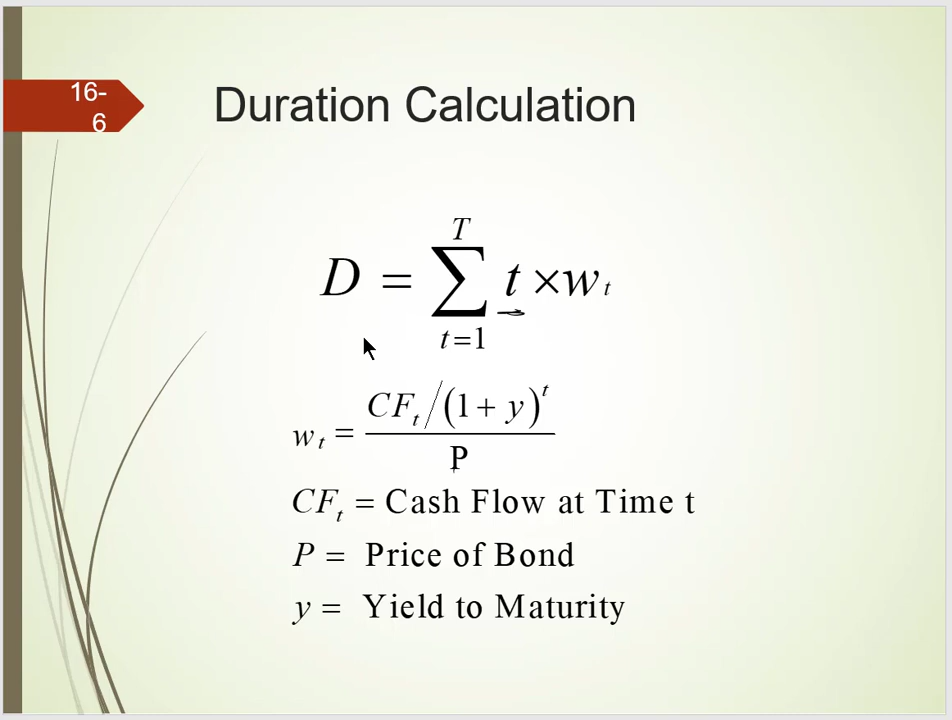 16-
6
Duration Calculation
D = ∑_{t=1}^{T} t × w_t
w_t = \frac{CF_t / (1 + y)^t}{P}
CF_t = Cash Flow at Time t
P = Price of Bond
y = Yield to Maturity